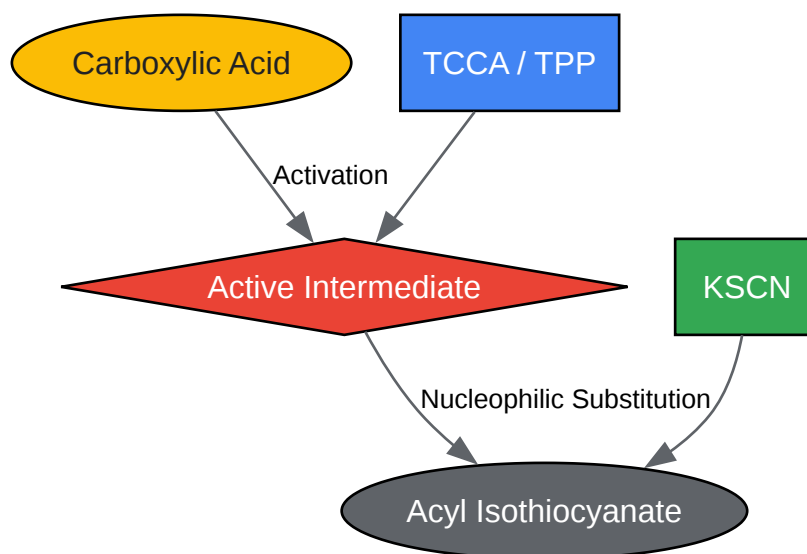 Carboxylic Acid
TCCA / TPP
Activation
Active Intermediate
KSCN
Nucleophilic Substitution
Acyl Isothiocyanate